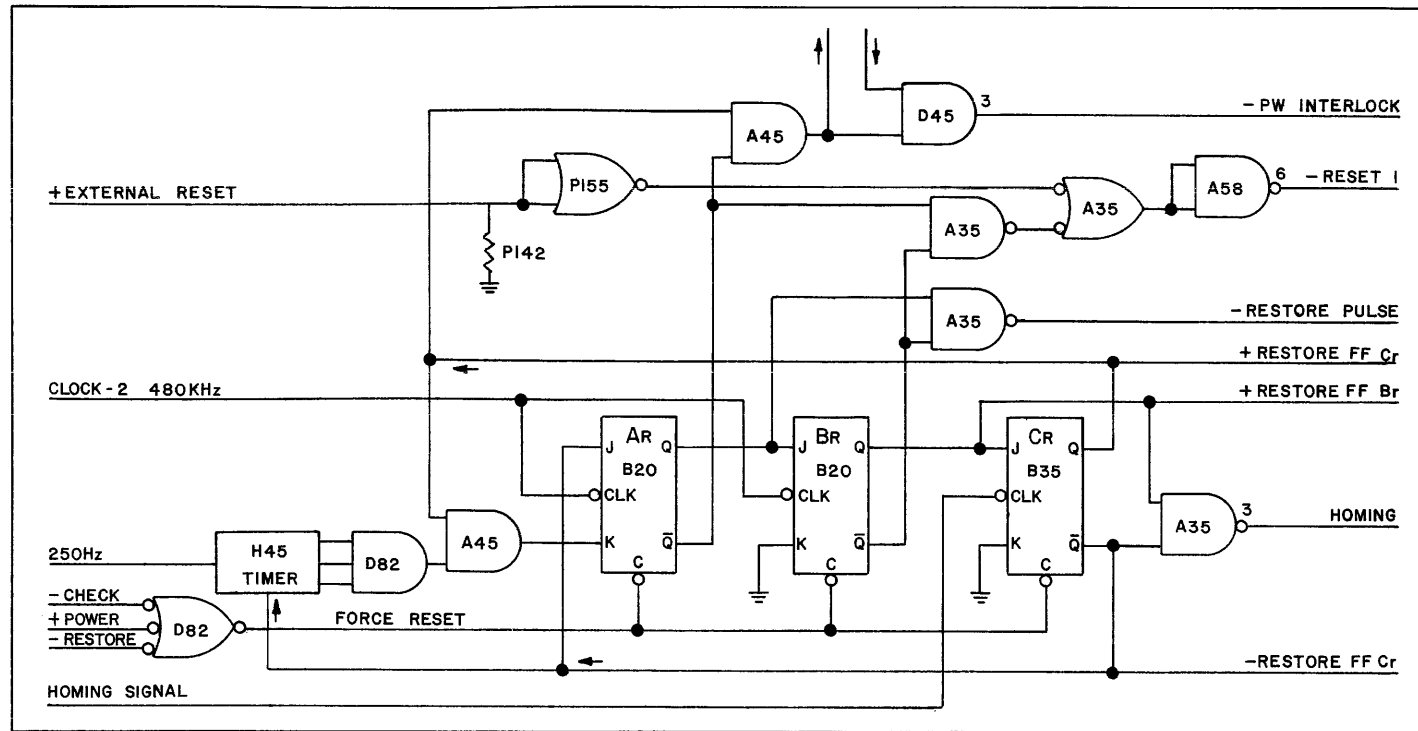 3
D45
-PW INTERLOCK
A45
+EXTERNAL RESET
P155
A35
6
A58
-RESET 1
A35
P142
A35
-RESTORE PULSE
+RESTORE FF Cr
CLOCK-2 480KHz
+RESTORE FF Br
J AR Q
B20
CLK
K Q̅
C
J BR Q
B20
CLK
K Q̅
C
J CR Q
B35
CLK
K Q̅
C
A35
3
HOMING
250Hz
H45
TIMER
D82
A45
-CHECK
+POWER
-RESTORE
D82
FORCE RESET
-RESTORE FF Cr
HOMING SIGNAL